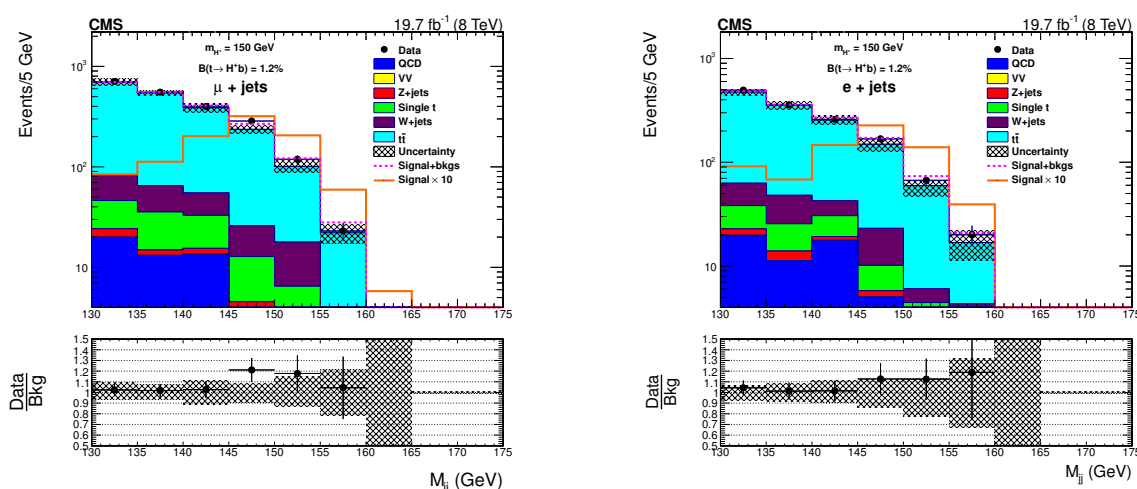 CMS 19.7 fb⁻¹ (8 TeV)
m_H⁺ = 150 GeV
B(t→ H⁺b) = 1.2%
μ + jets
Data
QCD
VV
Z+jets
Single t
W+jets
tt̄
Uncertainty
Signal+bkgs
Signal × 10
Events/5 GeV
10³
10²
10
130 135 140 145 150 155 160 165 170 175
Data
Bkg
1.5
1.4
1.3
1.2
1.1
1
0.9
0.8
0.7
0.6
0.5
130 135 140 145 150 155 160 165 170 175
M_jj (GeV)
CMS 19.7 fb⁻¹ (8 TeV)
m_H⁺ = 150 GeV
B(t→ H⁺b) = 1.2%
e + jets
Data
QCD
VV
Z+jets
Single t
W+jets
tt̄
Uncertainty
Signal+bkgs
Signal × 10
Events/5 GeV
10³
10²
10
130 135 140 145 150 155 160 165 170 175
Data
Bkg
1.5
1.4
1.3
1.2
1.1
1
0.9
0.8
0.7
0.6
0.5
130 135 140 145 150 155 160 165 170 175
M_jj (GeV)